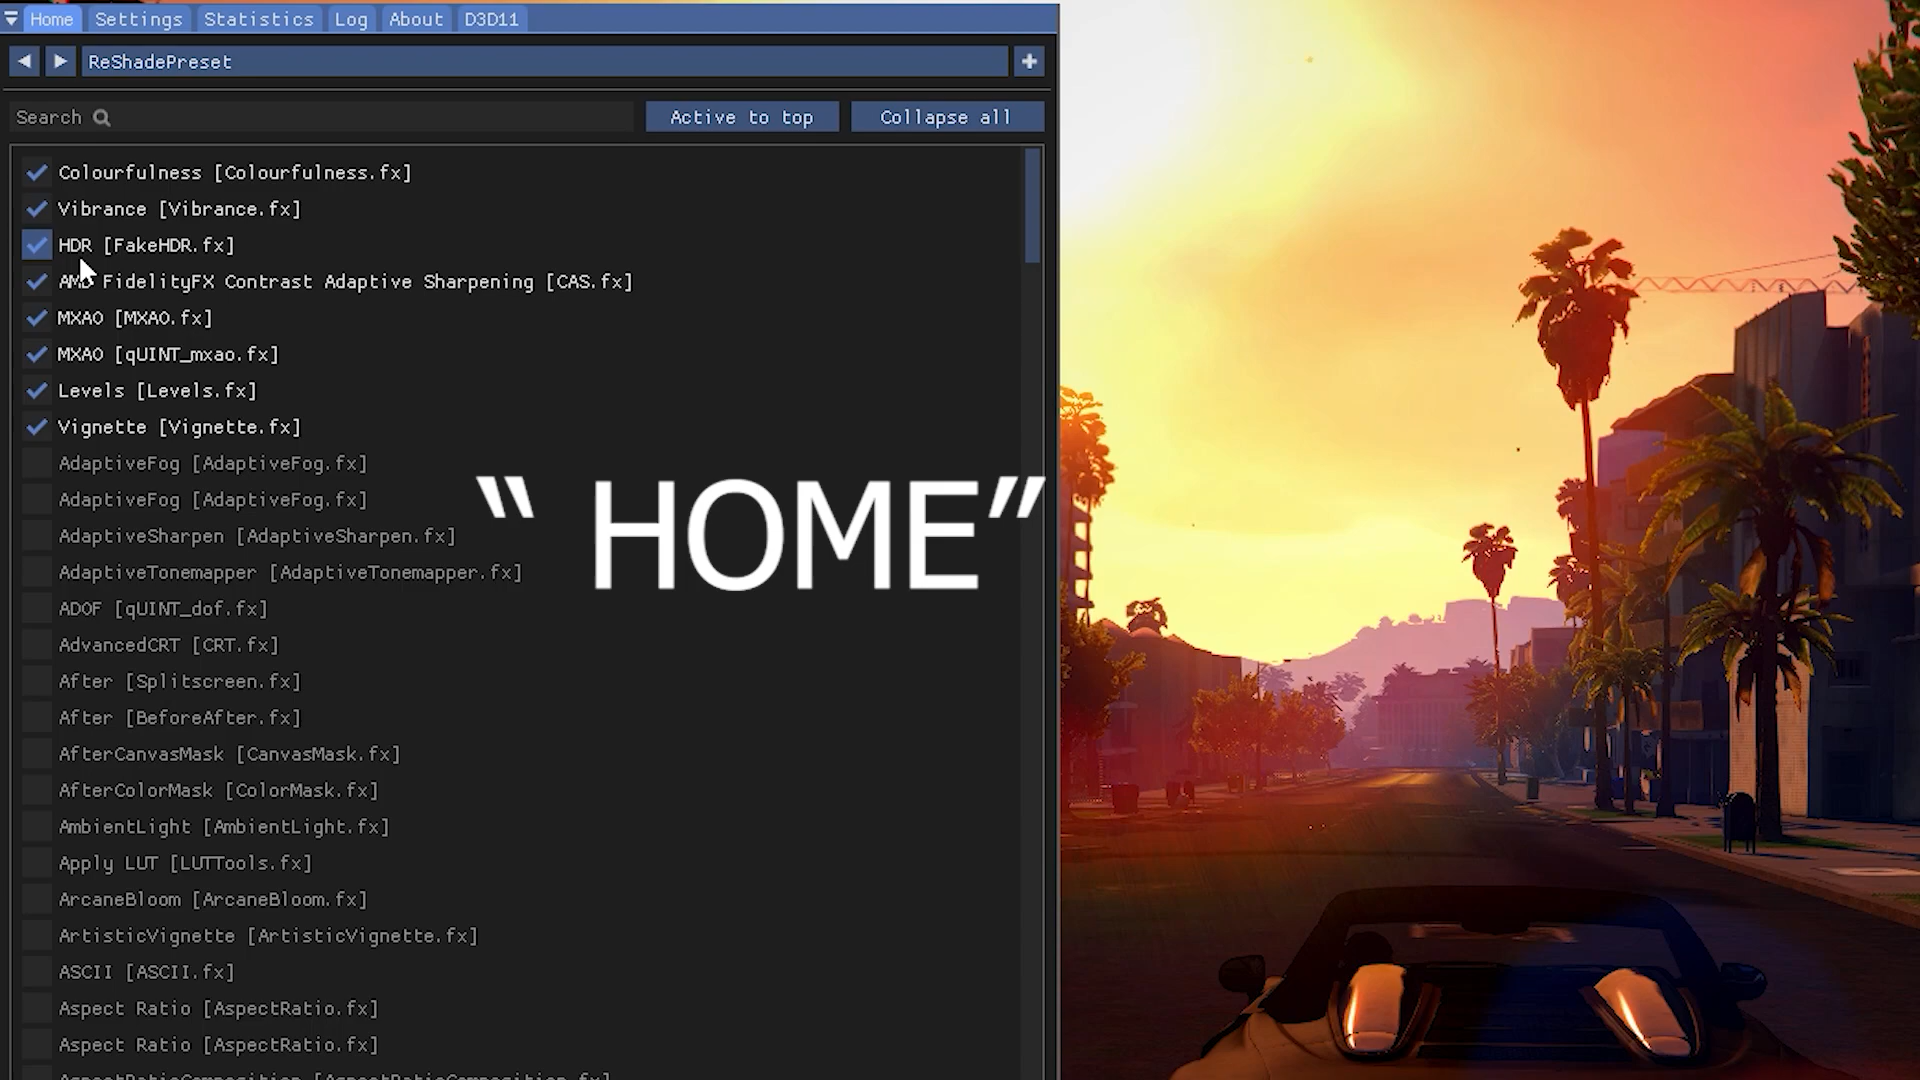 Home Settings Statistics Log About D3D11
ReShadePreset +
Search Active to top Collapse all
Colourfulness [Colourfulness.fx]
Vibrance [Vibrance.fx]
HDR [FakeHDR.fx]
AMD FidelityFX Contrast Adaptive Sharpening [CAS.fx]
MXAO [MXAO.fx]
MXAO [qUINT_mxao.fx]
Levels [Levels.fx]
Vignette [Vignette.fx]
AdaptiveFog [AdaptiveFog.fx]
AdaptiveFog [AdaptiveFog.fx]
AdaptiveSharpen [AdaptiveSharpen.fx]
“ HOME”
AdaptiveTonemapper [AdaptiveTonemapper.fx]
ADOF [qUINT_dof.fx]
AdvancedCRT [CRT.fx]
After [Splitscreen.fx]
After [BeforeAfter.fx]
AfterCanvasMask [CanvasMask.fx]
AfterColorMask [ColorMask.fx]
AmbientLight [AmbientLight.fx]
Apply LUT [LUTTools.fx]
ArcaneBloom [ArcaneBloom.fx]
ArtisticVignette [ArtisticVignette.fx]
ASCII [ASCII.fx]
Aspect Ratio [AspectRatio.fx]
Aspect Ratio [AspectRatio.fx]
AspectRatioComposition [AspectRatioComposition.fx]